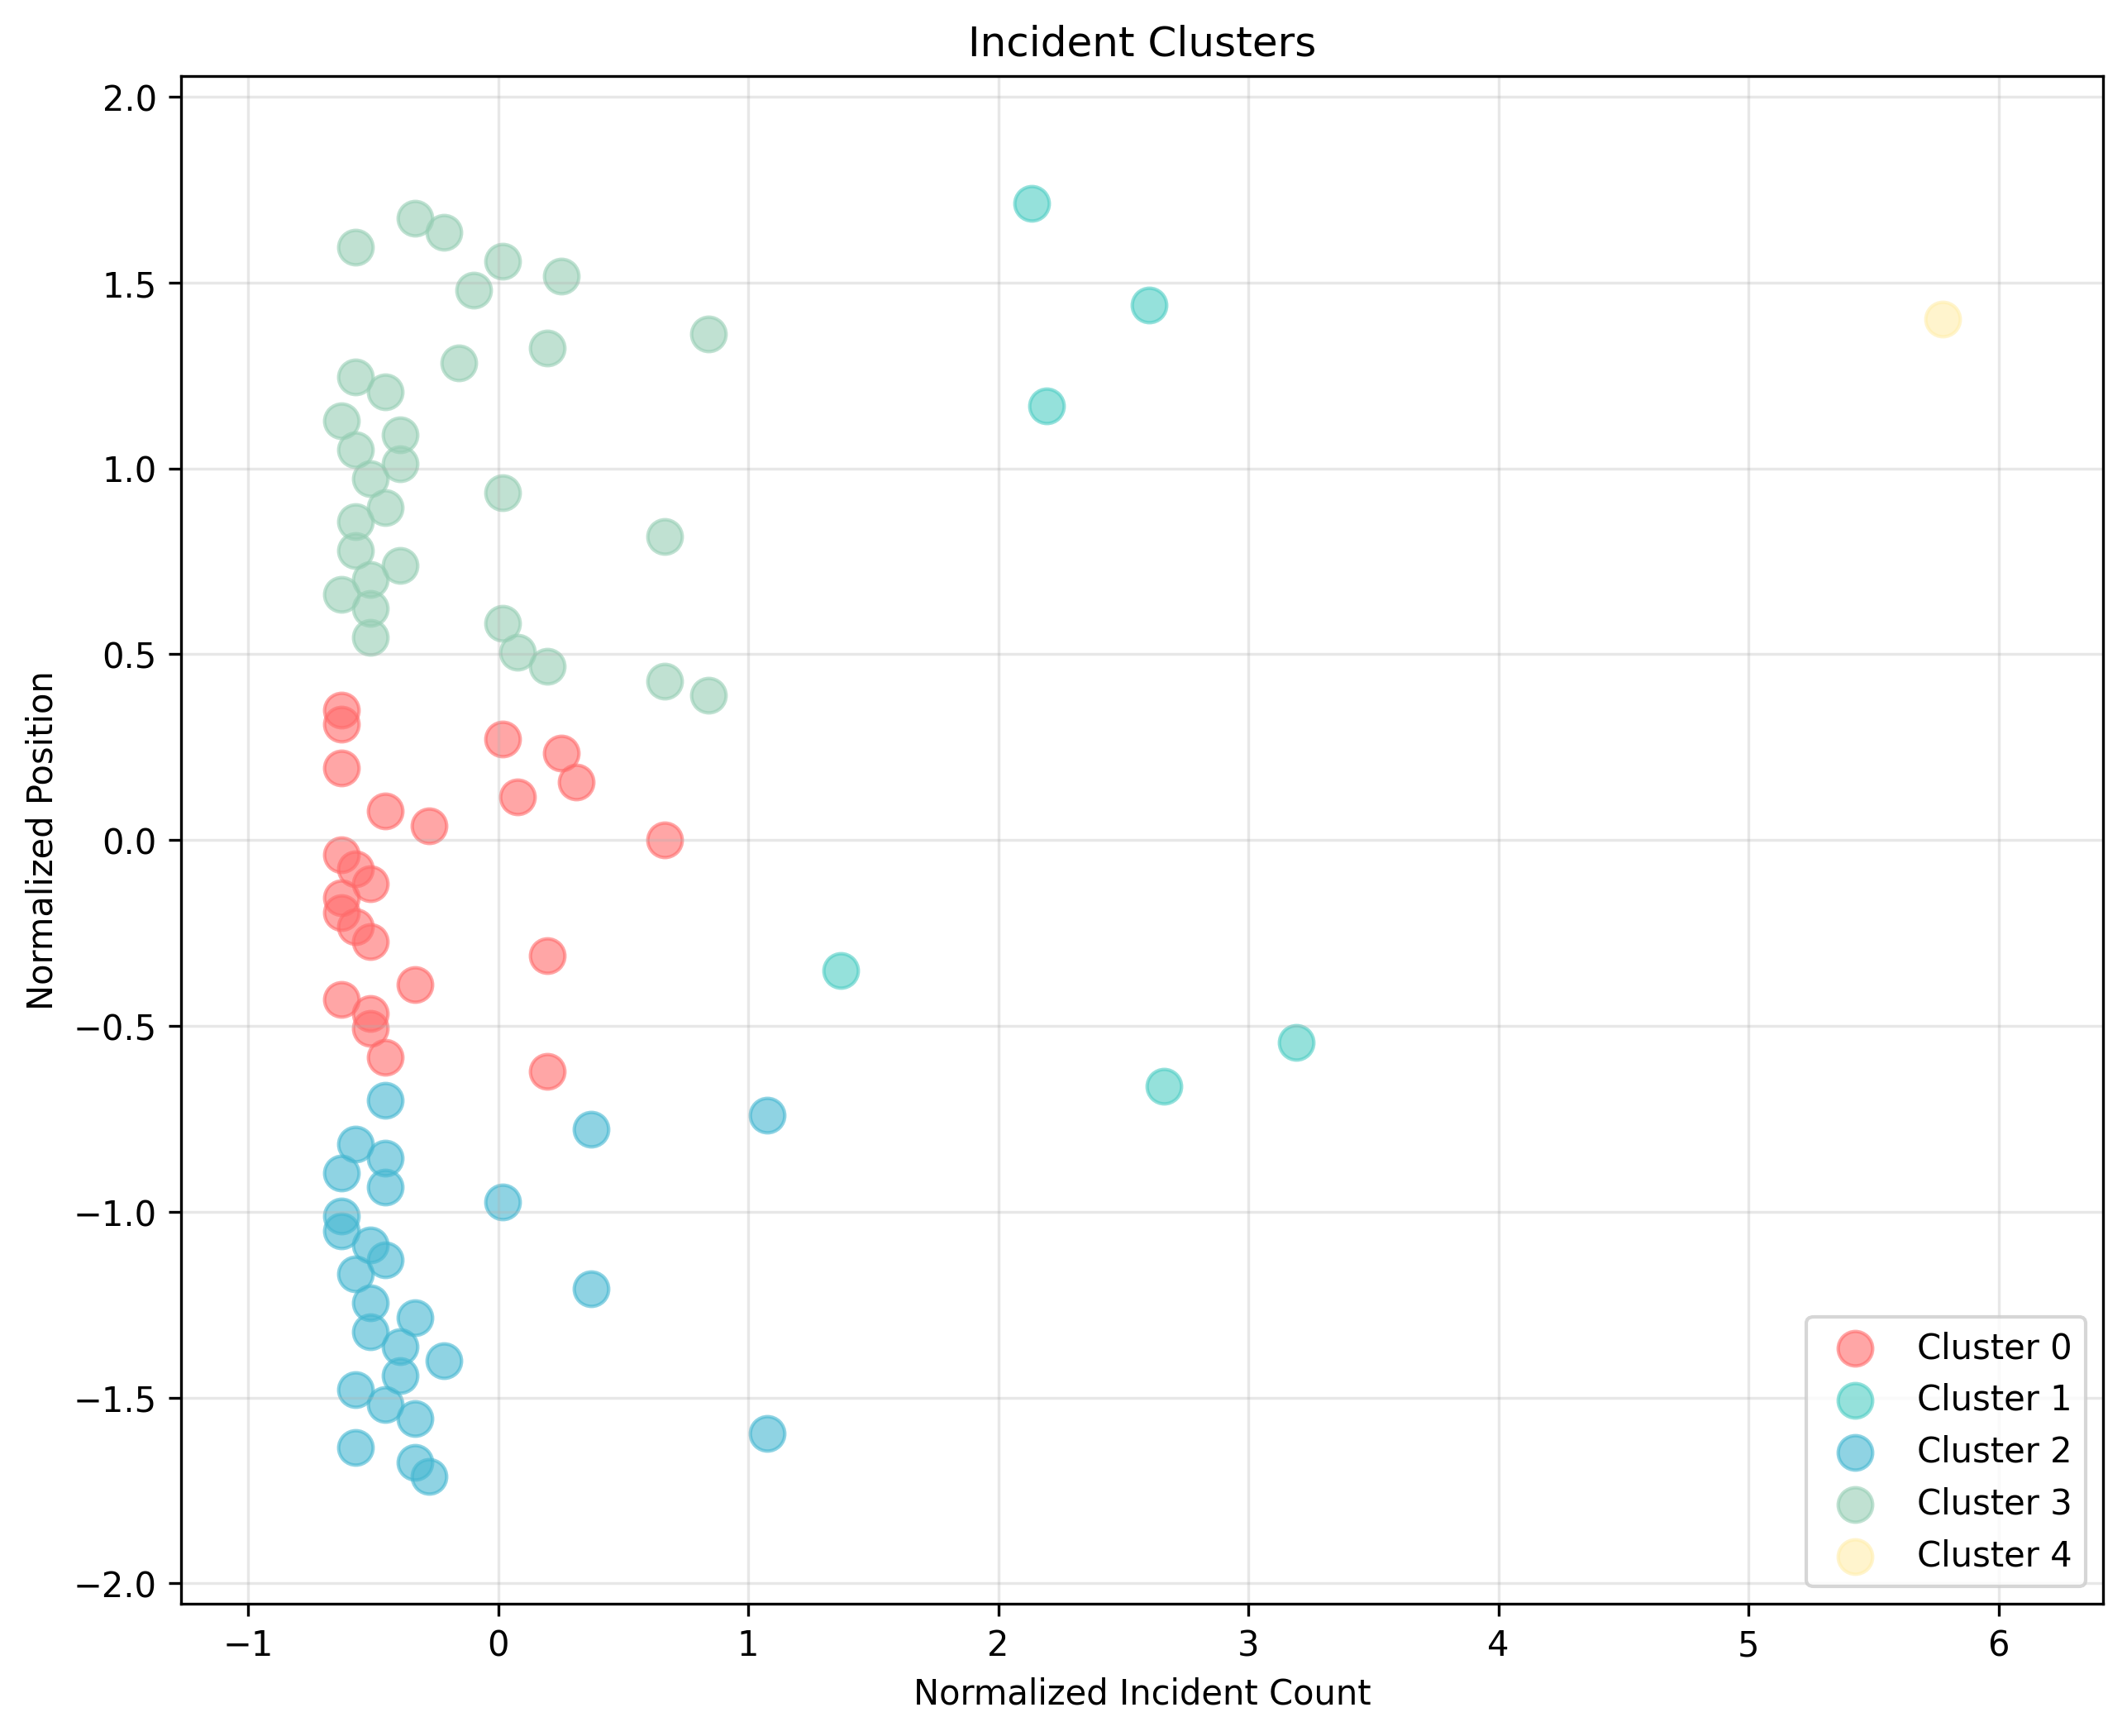 Incident Clusters
2.0
1.5
1.0
0.5
0.0
−0.5
−1.0
−1.5
−2.0
Normalized Position
Cluster 0
Cluster 1
Cluster 2
Cluster 3
Cluster 4
−1 0 1 2 3 4 5 6
Normalized Incident Count